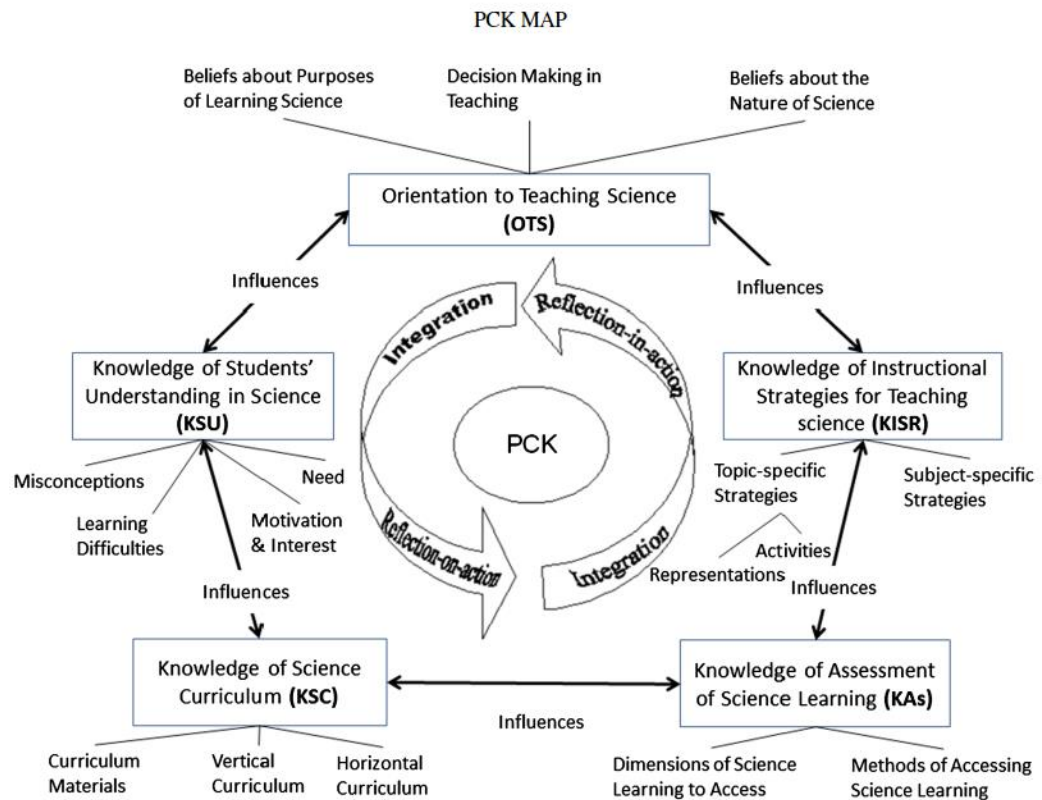 PCK MAP
Beliefs about Purposes
of Learning Science
Decision Making in
Teaching
Beliefs about the
Nature of Science
Orientation to Teaching Science
(OTS)
Influences
Influences
Integration
Reflection-in-action
Knowledge of Students'
Understanding in Science
(KSU)
PCK
Knowledge of Instructional
Strategies for Teaching
science (KISR)
Misconceptions
Learning
Difficulties
Motivation
& Interest
Need
Topic-specific
Strategies
Subject-specific
Strategies
Representations
Activities
Reflection-on-action
Integration
Influences
Influences
Knowledge of Science
Curriculum (KSC)
Influences
Knowledge of Assessment
of Science Learning (KAs)
Curriculum
Materials
Vertical
Curriculum
Horizontal
Curriculum
Dimensions of Science
Learning to Access
Methods of Accessing
Science Learning